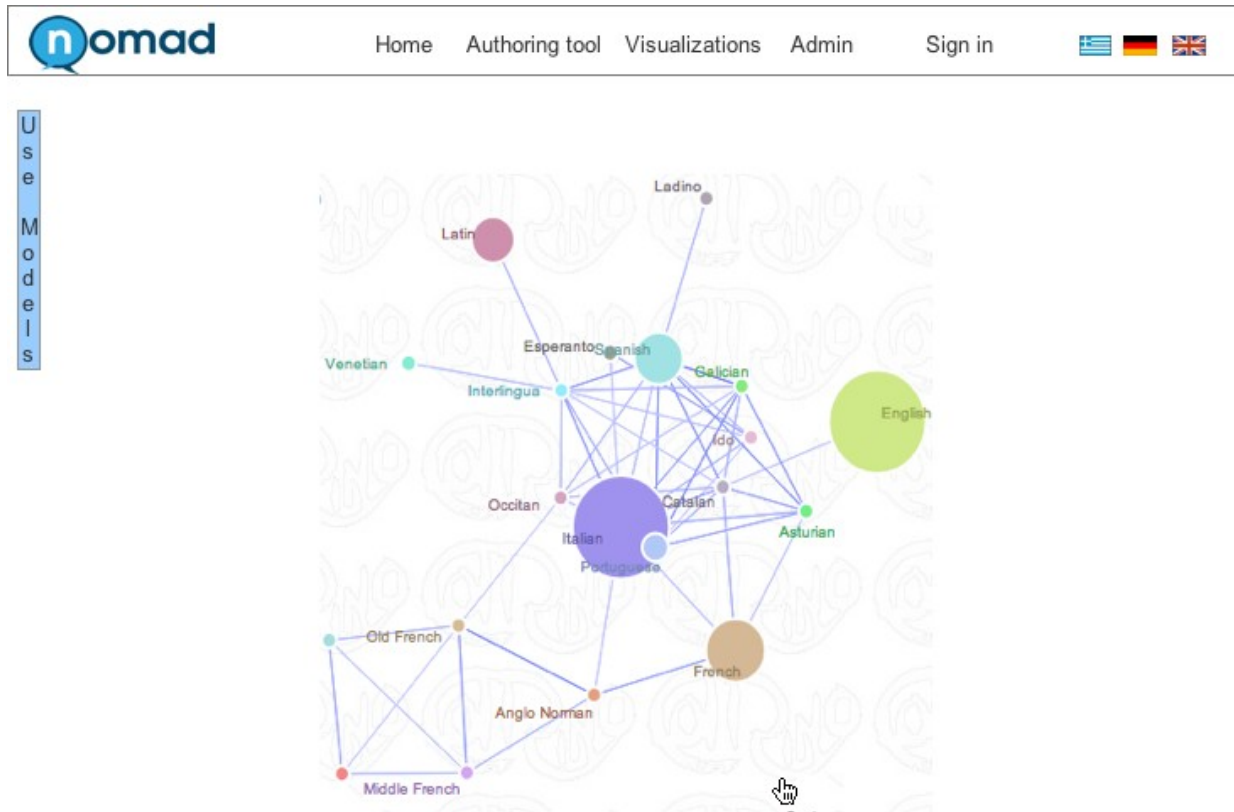 nomad
Home Authoring tool Visualizations Admin Sign in
Use Models
Ladino
Latin
Esperanto Spanish
Venetian
Galician
Interlingua
English
Ido
Occitan
Catalan
Asturian
Italian
Portuguese
Old French
French
Anglo Norman
Middle French